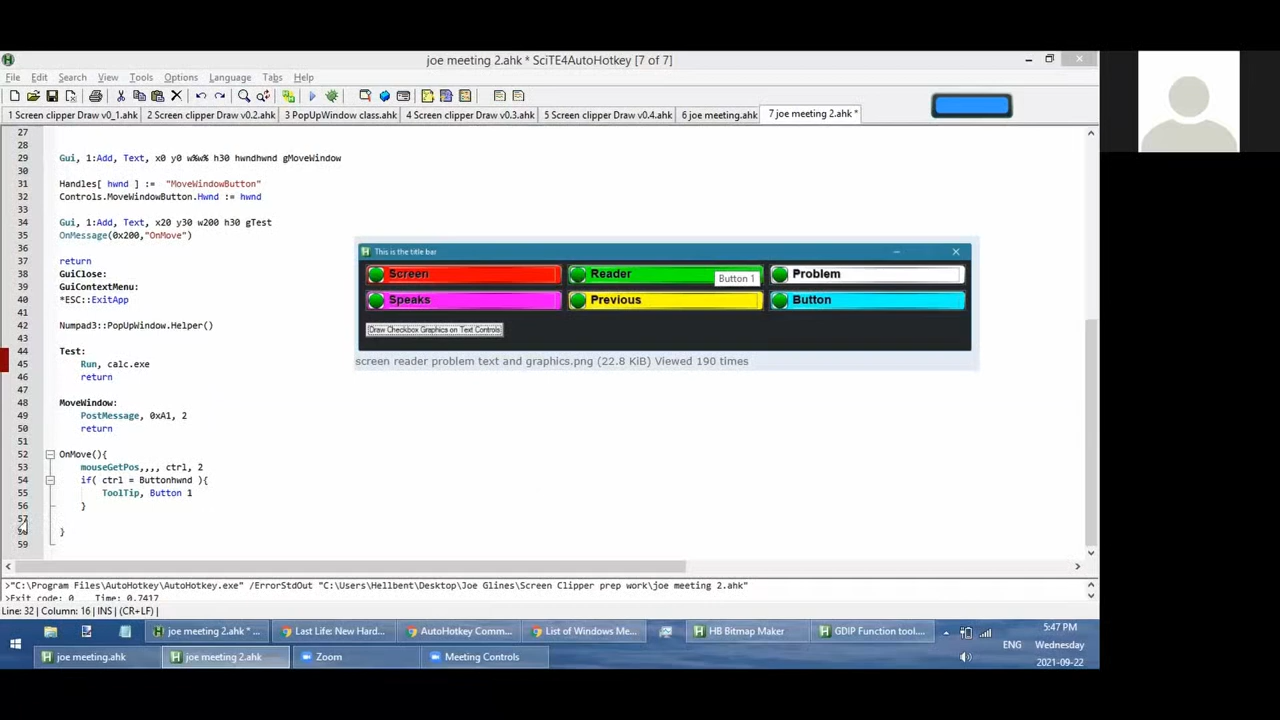 joe meeting 2.ahk * SciTE4AutoHotkey [7 of 7]
File Edit Search View Tools Options Language Tabs Help
1 Screen clipper Draw v0_1.ahk 2 Screen clipper Draw v0.2.ahk 3 PopUpWindow class.ahk 4 Screen clipper Draw v0.3.ahk 5 Screen clipper Draw v0.4.ahk 6 joe meeting.ahk 7 joe meeting 2.ahk *
27
28
29 Gui, 1:Add, Text, x0 y0 w%w% h30 hwndhwnd gMoveWindow
30
31 Handles[ hwnd ] := "MoveWindowButton"
32 Controls.MoveWindowButton.Hwnd := hwnd
33
34 Gui, 1:Add, Text, x20 y30 w200 h30 gTest
35 OnMessage(0x200,"OnMove")
36
37 return
38 GuiClose:
39 GuiContextMenu:
40 *ESC::ExitApp
41
42 Numpad3::PopUpWindow.Helper()
43
44 Test:
45 Run, calc.exe
46 return
47
48 MoveWindow:
49 PostMessage, 0xA1, 2
50 return
51
52 OnMove(){
53 mouseGetPos,,,, ctrl, 2
54 if( ctrl = Buttonhwnd ){
55 ToolTip, Button 1
56 }
57
58 }
59
This is the title bar
Screen Reader Problem
Button 1
Speaks Previous Button
Draw Checkbox Graphics on Text Controls
screen reader problem text and graphics.png (22.8 KiB) Viewed 190 times
>"C:\Program Files\AutoHotkey\AutoHotkey.exe" /ErrorStdOut "C:\Users\Hellbent\Desktop\Joe Glines\Screen Clipper prep work\joe meeting 2.ahk"
>Exit code: 0 Time: 0.7417
Line: 32 | Column: 16 | INS | (CR+LF) |
joe meeting 2.ahk * ... Last Life: New Hard... AutoHotkey Comm... List of Windows Me... HB Bitmap Maker GDIP Function tool....
joe meeting.ahk joe meeting 2.ahk Zoom Meeting Controls
ENG
5:47 PM
Wednesday
2021-09-22